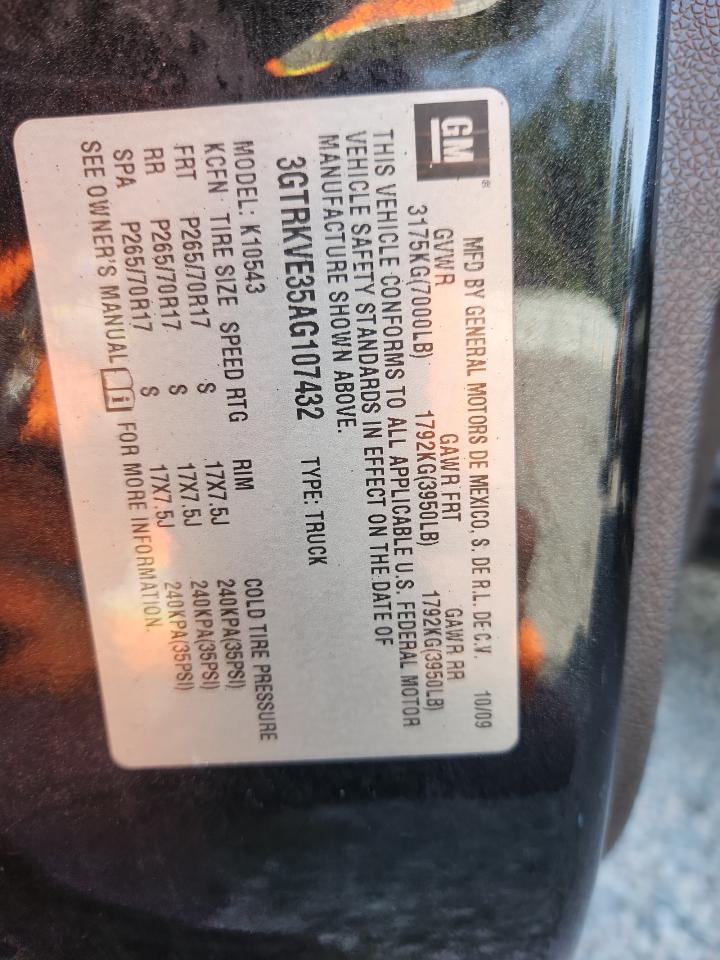 GM®
MFD BY GENERAL MOTORS DE MEXICO, S. DE R.L. DE C.V. 10/09
GVWR GAWR FRT GAWR RR
3175KG(7000LB) 1792KG(3950LB) 1792KG(3950LB)
THIS VEHICLE CONFORMS TO ALL APPLICABLE U.S. FEDERAL MOTOR
VEHICLE SAFETY STANDARDS IN EFFECT ON THE DATE OF
MANUFACTURE SHOWN ABOVE.
3GTRKVE35AG107432 TYPE: TRUCK
MODEL: K10543
KCFN TIRE SIZE SPEED RTG RIM COLD TIRE PRESSURE
FRT P265/70R17 S 17X7.5J 240KPA(35PSI)
RR P265/70R17 S 17X7.5J 240KPA(35PSI)
SPA P265/70R17 S 17X7.5J 240KPA(35PSI)
SEE OWNER'S MANUAL i FOR MORE INFORMATION.